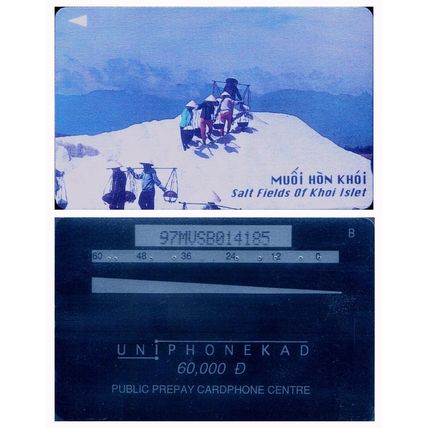 MUỐI HÒN KHÓI
Salt Fields Of Khoi Islet
97MVSB014185
B
60 48 36 24 12 0
UNIPHONEKAD
60,000 Đ
PUBLIC PREPAY CARDPHONE CENTRE